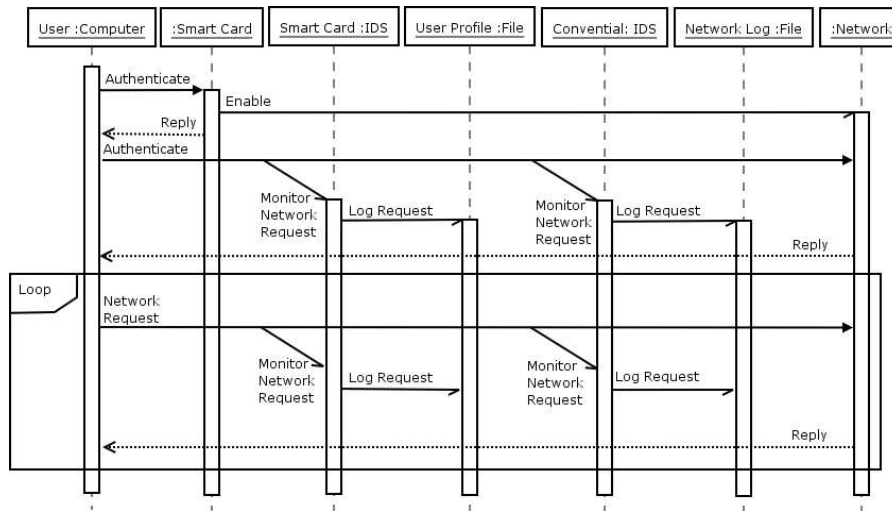 User :Computer
:Smart Card
Smart Card :IDS
User Profile :File
Convential: IDS
Network Log :File
:Network
Authenticate
Enable
Reply
Authenticate
Monitor
Network
Request
Log Request
Monitor
Network
Request
Log Request
Reply
Loop
Network
Request
Monitor
Network
Request
Log Request
Monitor
Network
Request
Log Request
Reply